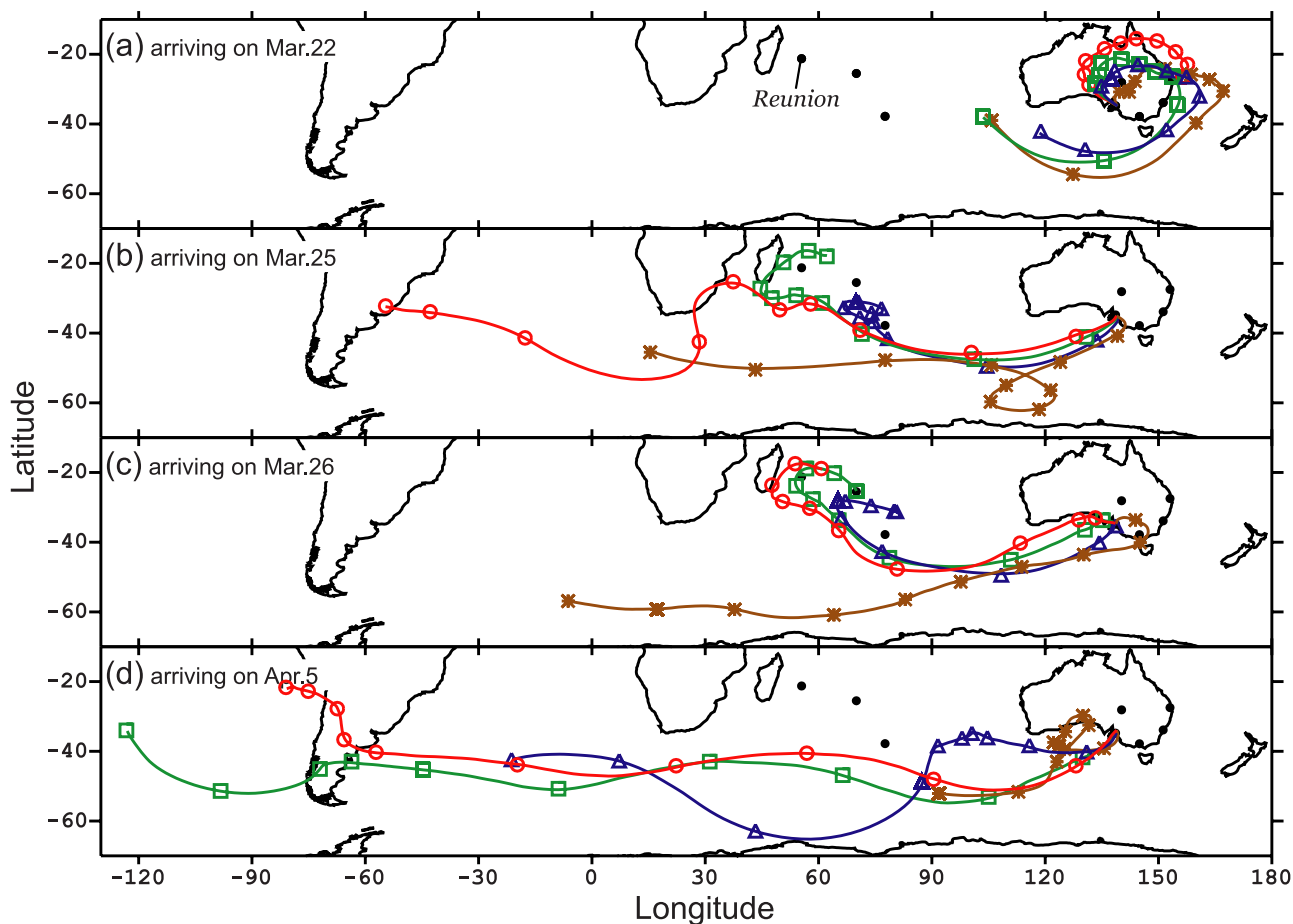 (a) arriving on Mar.22
Reunion
−20
−40
−60
(b) arriving on Mar.25
−20
−40
−60
(c) arriving on Mar.26
−20
−40
−60
(d) arriving on Apr.5
−20
−40
−60
Latitude
−120 −90 −60 −30 0 30 60 90 120 150 180
Longitude